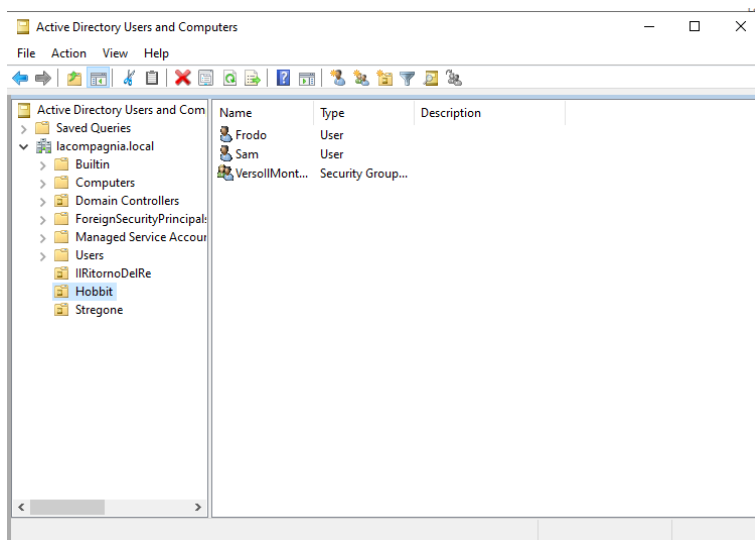 Active Directory Users and Computers
File Action View Help
Active Directory Users and Com
Saved Queries
lacompagnia.local
Builtin
Computers
Domain Controllers
ForeignSecurityPrincipal:
Managed Service Accour
Users
IlRitornoDelRe
Hobbit
Stregone
Name Type Description
Frodo User
Sam User
VersoIlMont... Security Group...